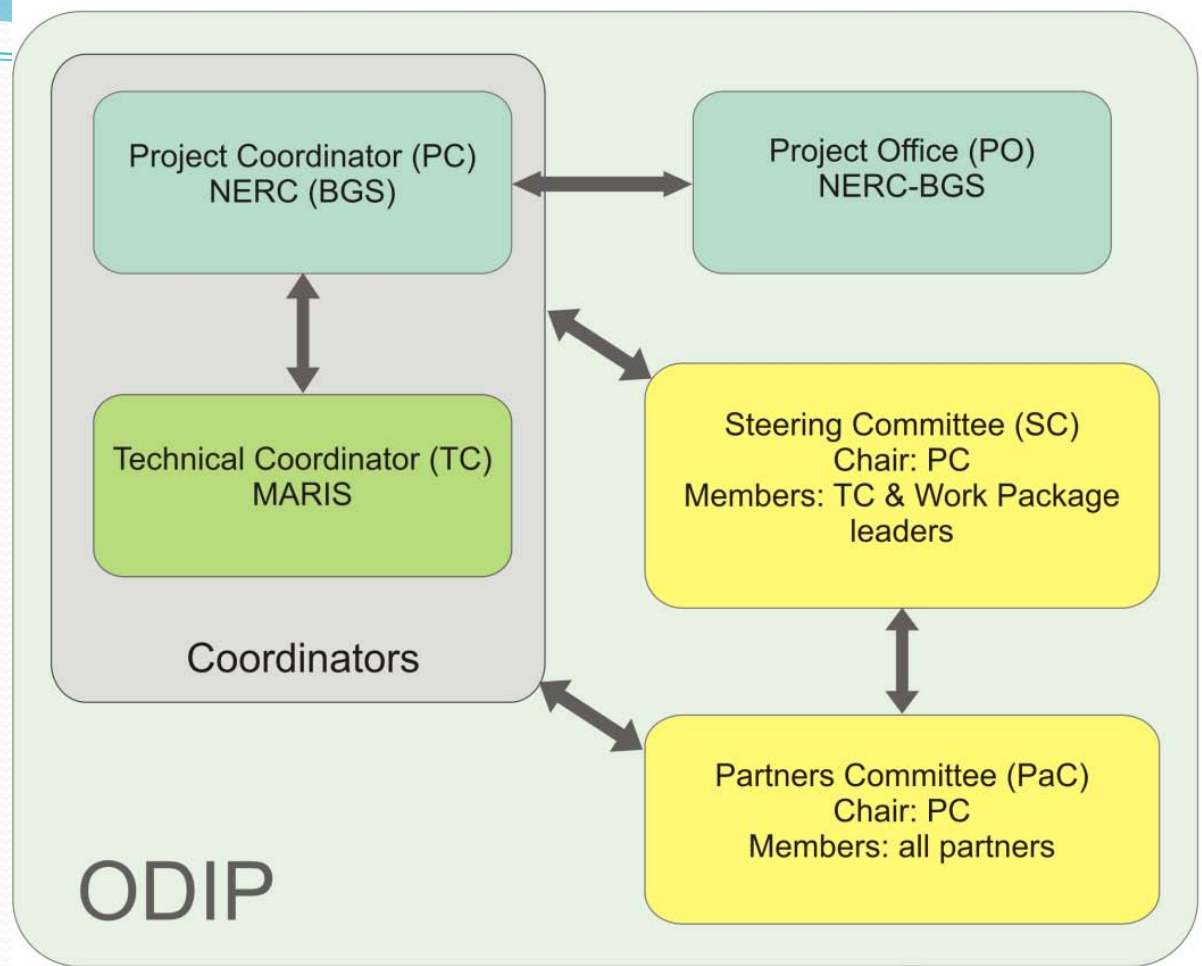 Project Coordinator (PC)
NERC (BGS)
Project Office (PO)
NERC-BGS
Technical Coordinator (TC)
MARIS
Steering Committee (SC)
Chair: PC
Members: TC & Work Package
leaders
Coordinators
Partners Committee (PaC)
Chair: PC
Members: all partners
ODIP